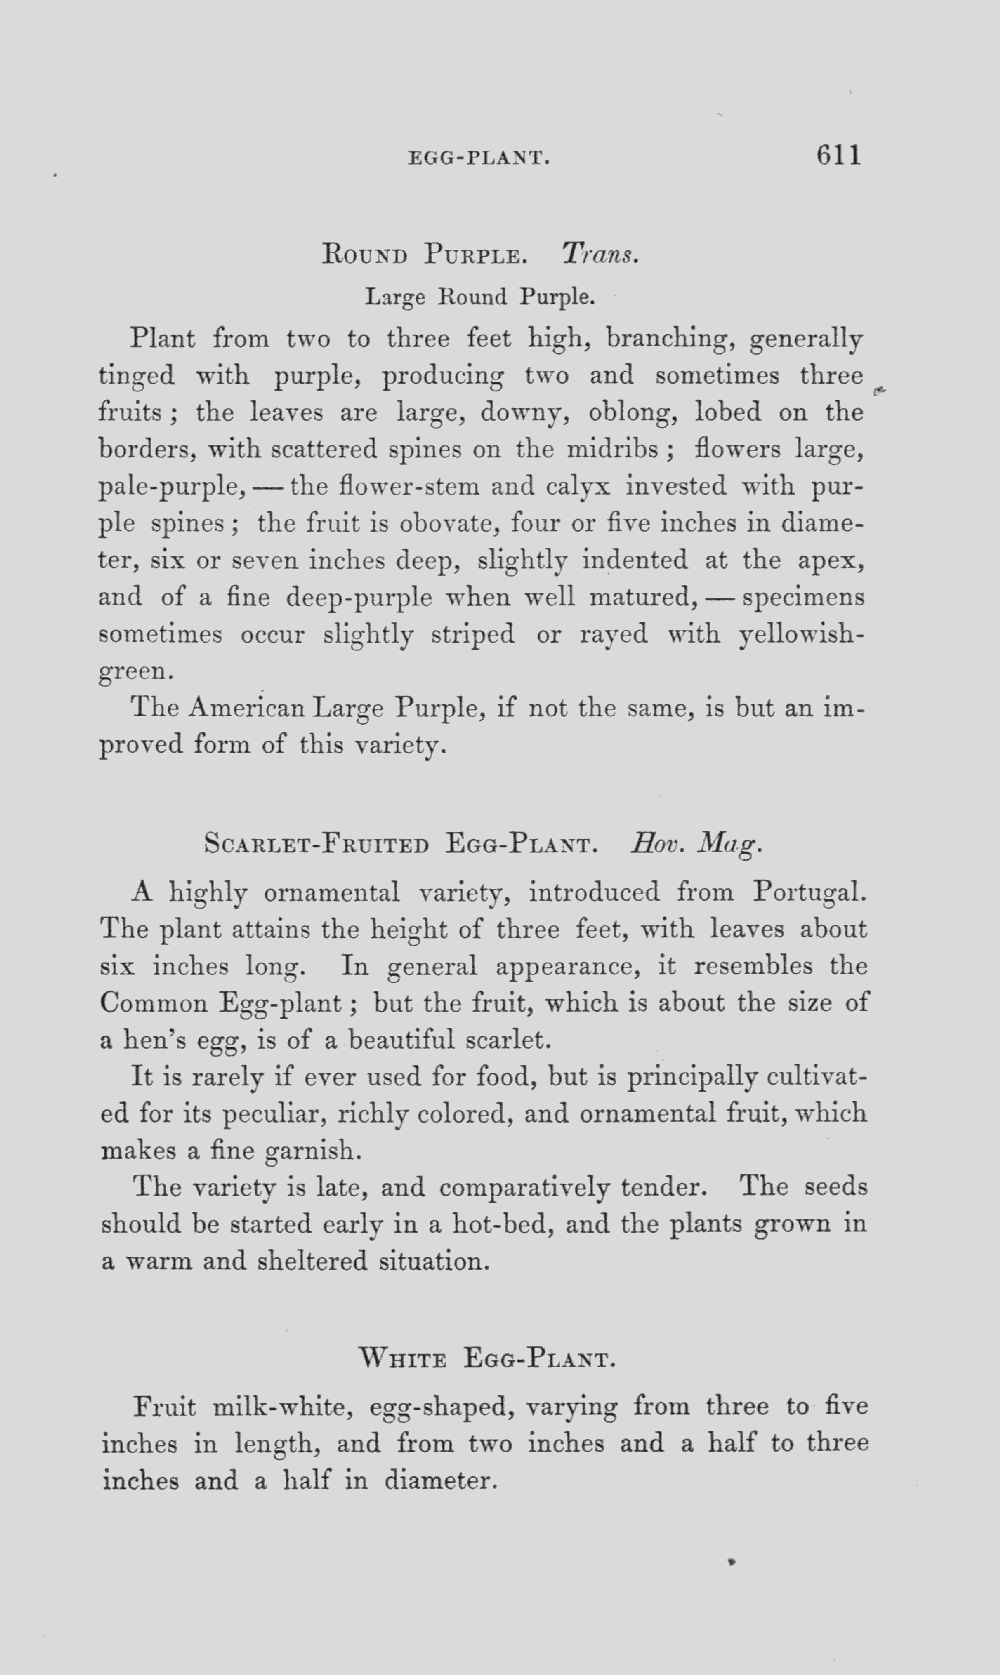 EGG-PLANT. 611
ROUND PURPLE. Trans.
Large Round Purple.
Plant from two to three feet high, branching, generally
tinged with purple, producing two and sometimes three
fruits ; the leaves are large, downy, oblong, lobed on the
borders, with scattered spines on the midribs ; flowers large,
pale-purple, — the flower-stem and calyx invested with pur-
ple spines ; the fruit is obovate, four or five inches in diame-
ter, six or seven inches deep, slightly indented at the apex,
and of a fine deep-purple when well matured, — specimens
sometimes occur slightly striped or rayed with yellowish-
green.
The American Large Purple, if not the same, is but an im-
proved form of this variety.
SCARLET-FRUITED EGG-PLANT. Hov. Mag.
A highly ornamental variety, introduced from Portugal.
The plant attains the height of three feet, with leaves about
six inches long. In general appearance, it resembles the
Common Egg-plant ; but the fruit, which is about the size of
a hen's egg, is of a beautiful scarlet.
It is rarely if ever used for food, but is principally cultivat-
ed for its peculiar, richly colored, and ornamental fruit, which
makes a fine garnish.
The variety is late, and comparatively tender. The seeds
should be started early in a hot-bed, and the plants grown in
a warm and sheltered situation.
WHITE EGG-PLANT.
Fruit milk-white, egg-shaped, varying from three to five
inches in length, and from two inches and a half to three
inches and a half in diameter.